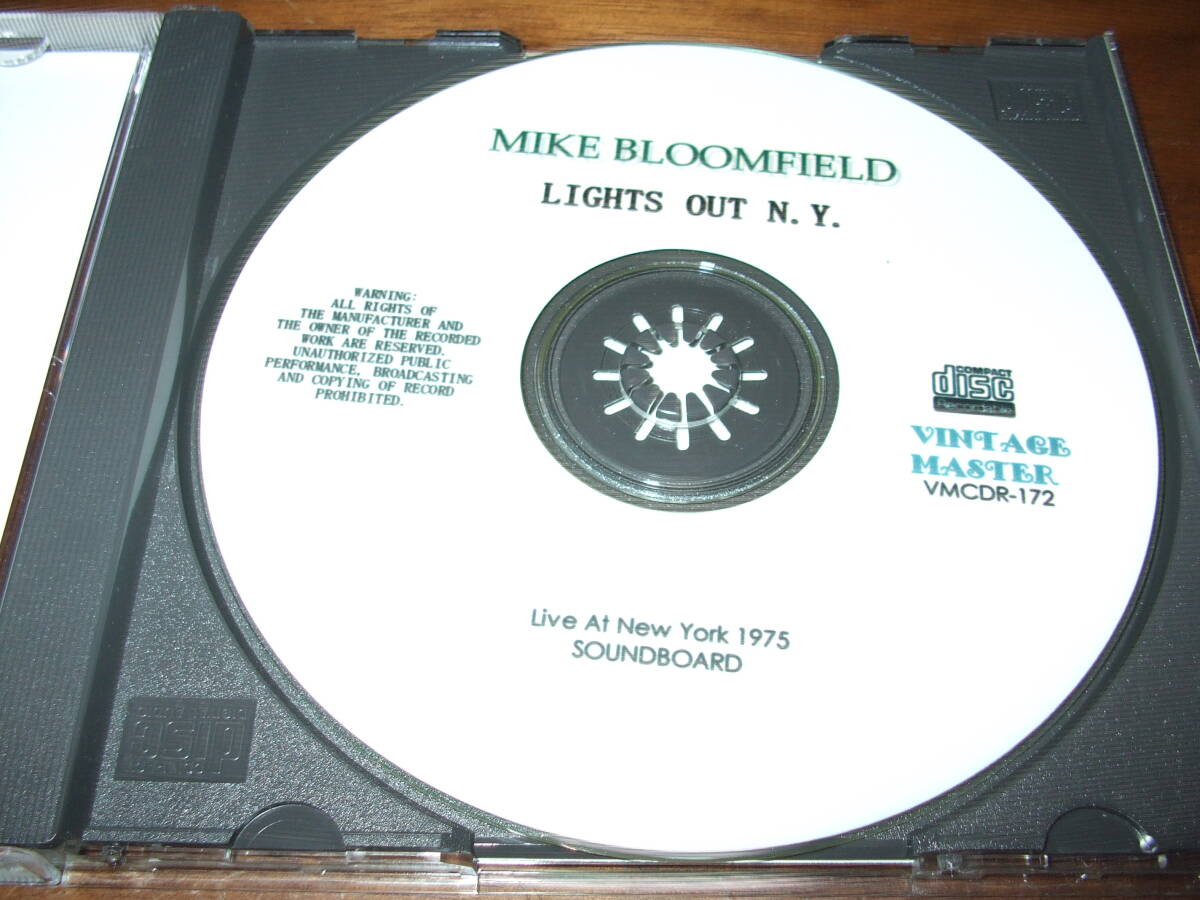 MIKE BLOOMFIELD
LIGHTS OUT N.Y.
WARNING:
ALL RIGHTS OF
THE MANUFACTURER AND
THE OWNER OF THE RECORDED
WORK ARE RESERVED.
UNAUTHORIZED PUBLIC
PERFORMANCE, BROADCASTING
AND COPYING OF RECORD
PROHIBITED.
COMPACT
disc
Recordable
VINTAGE
MASTER
VMCDR-172
Live At New York 1975
SOUNDBOARD